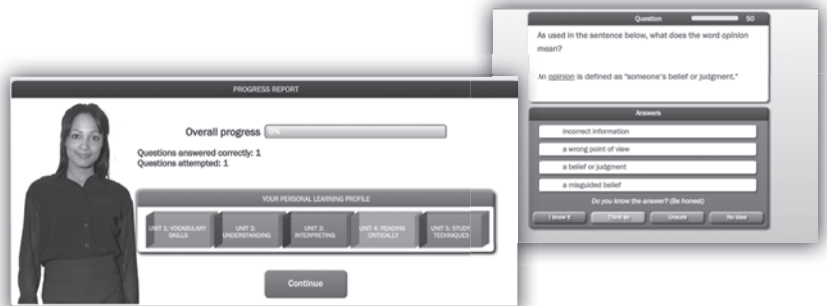 Question 50
As used in the sentence below, what does the word opinion
mean?
An opinion is defined as "someone's belief or judgment."
Answers
incorrect information
a wrong point of view
a belief or judgment
a misguided belief
Do you know the answer? (Be honest)
I know it Think so Unsure No idea
PROGRESS REPORT
Overall progress 0%
Questions answered correctly: 1
Questions attempted: 1
YOUR PERSONAL LEARNING PROFILE
UNIT 1: VOCABULARY SKILLS
UNIT 2: UNDERSTANDING
UNIT 3: INTERPRETING
UNIT 4: READING CRITICALLY
UNIT 5: STUDY TECHNIQUES
Continue